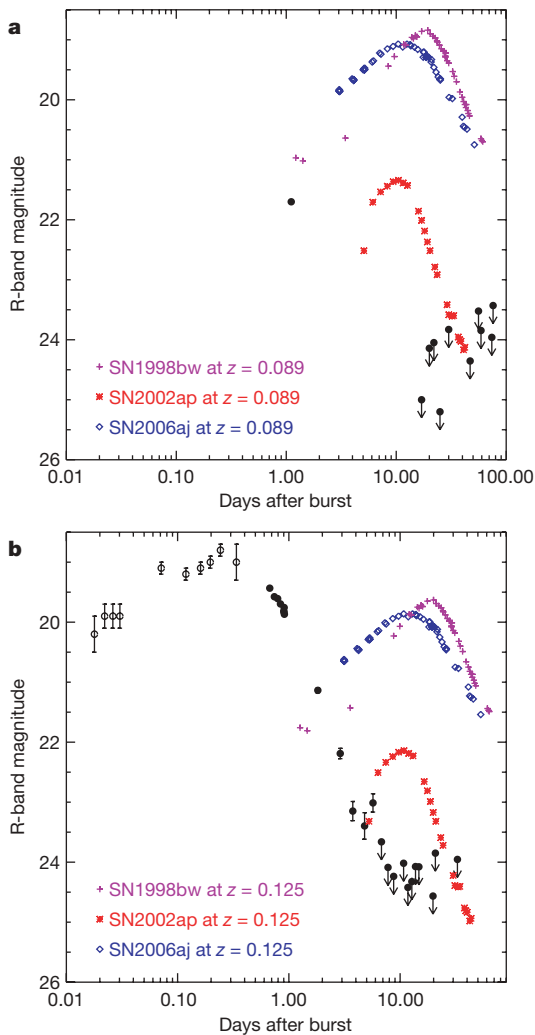 a
20
22
24
26
R-band magnitude
SN1998bw at z = 0.089
SN2002ap at z = 0.089
SN2006aj at z = 0.089
0.01 0.10 1.00 10.00 100.00
Days after burst
b
20
22
24
26
R-band magnitude
SN1998bw at z = 0.125
SN2002ap at z = 0.125
SN2006aj at z = 0.125
0.01 0.10 1.00 10.00
Days after burst